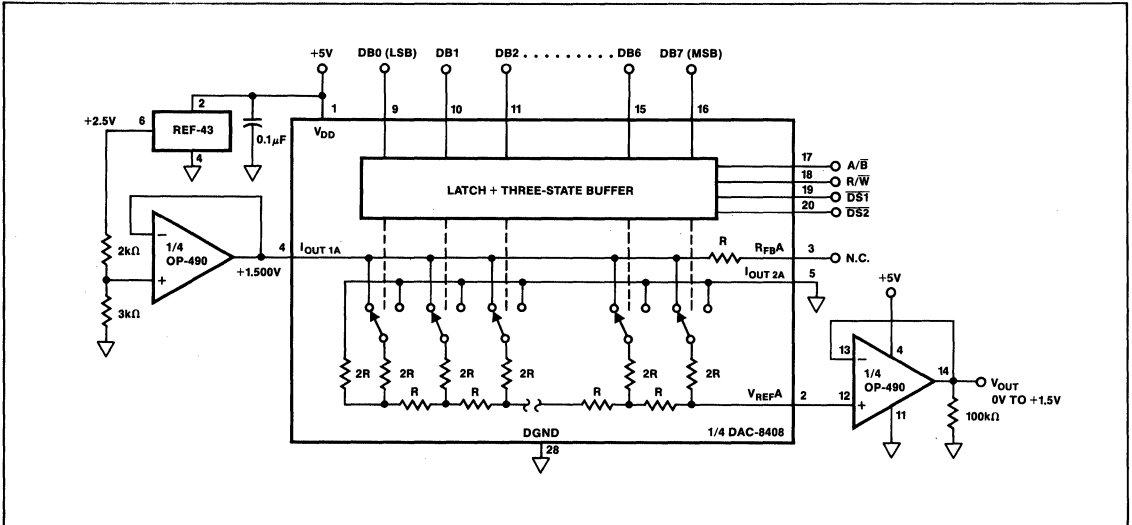 +5V
DB0 (LSB) DB1 DB2 . . . . . . . . . DB6 DB7 (MSB)
2
1
9
10
11
15
16
+2.5V
6
REF-43
4
0.1μF
VDD
LATCH + THREE-STATE BUFFER
17 A/B̅
18 R/W̅
19 D̅S̅1̅
20 D̅S̅2̅
2kΩ
3kΩ
−
1/4
OP-490
+
+1.500V
4
IOUT 1A
R
RFBA
3
N.C.
IOUT 2A
5
2R
2R
2R
2R
2R
2R
R
R
R
R
VREFA
2
DGND
28
1/4 DAC-8408
+5V
13
−
4
1/4
OP-490
14
12
+
11
VOUT
0V TO +1.5V
100kΩ